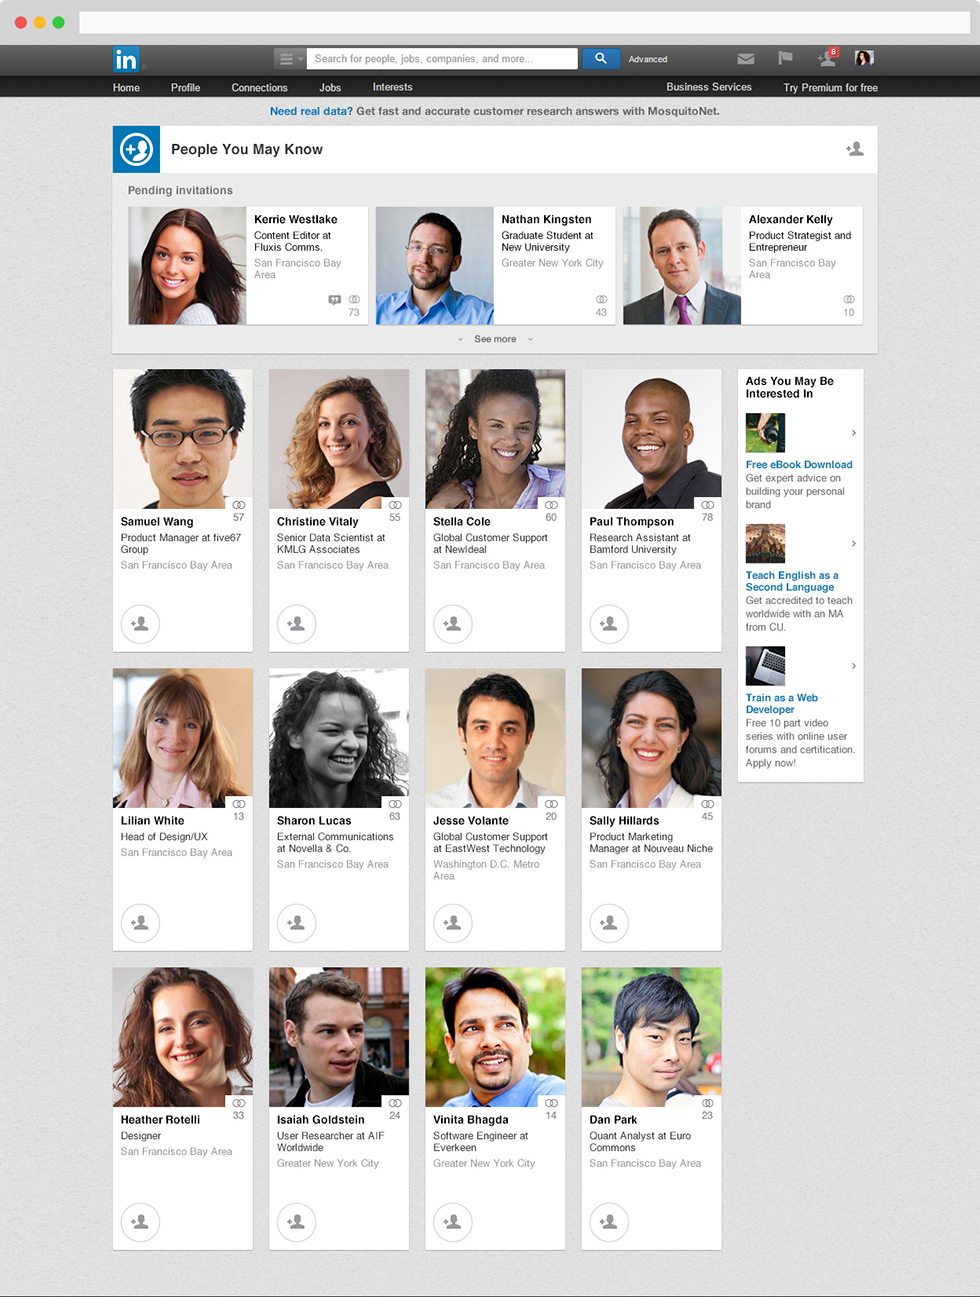 in
Search for people, jobs, companies, and more...
Advanced
8
Home
Profile
Connections
Jobs
Interests
Business Services
Try Premium for free
Need real data? Get fast and accurate customer research answers with MosquitoNet.
People You May Know
Pending invitations
Kerrie Westlake
Content Editor at
Fluxis Comms.
San Francisco Bay
Area
73
Nathan Kingsten
Graduate Student at
New University
Greater New York City
43
Alexander Kelly
Product Strategist and
Entrepreneur
San Francisco Bay
Area
10
See more
57
Samuel Wang
Product Manager at five67
Group
San Francisco Bay Area
55
Christine Vitaly
Senior Data Scientist at
KMLG Associates
San Francisco Bay Area
60
Stella Cole
Global Customer Support
at NewIdeal
San Francisco Bay Area
78
Paul Thompson
Research Assistant at
Bamford University
San Francisco Bay Area
Ads You May Be
Interested In
Free eBook Download
Get expert advice on
building your personal
brand
Teach English as a
Second Language
Get accredited to teach
worldwide with an MA
from CU.
Train as a Web
Developer
Free 10 part video
series with online user
forums and certification.
Apply now!
13
Lilian White
Head of Design/UX
San Francisco Bay Area
63
Sharon Lucas
External Communications
at Novella & Co.
San Francisco Bay Area
20
Jesse Volante
Global Customer Support
at EastWest Technology
Washington D.C. Metro
Area
45
Sally Hillards
Product Marketing
Manager at Nouveau Niche
San Francisco Bay Area
33
Heather Rotelli
Designer
San Francisco Bay Area
24
Isaiah Goldstein
User Researcher at AIF
Worldwide
Greater New York City
14
Vinita Bhagda
Software Engineer at
Everkeen
Greater New York City
23
Dan Park
Quant Analyst at Euro
Commons
San Francisco Bay Area